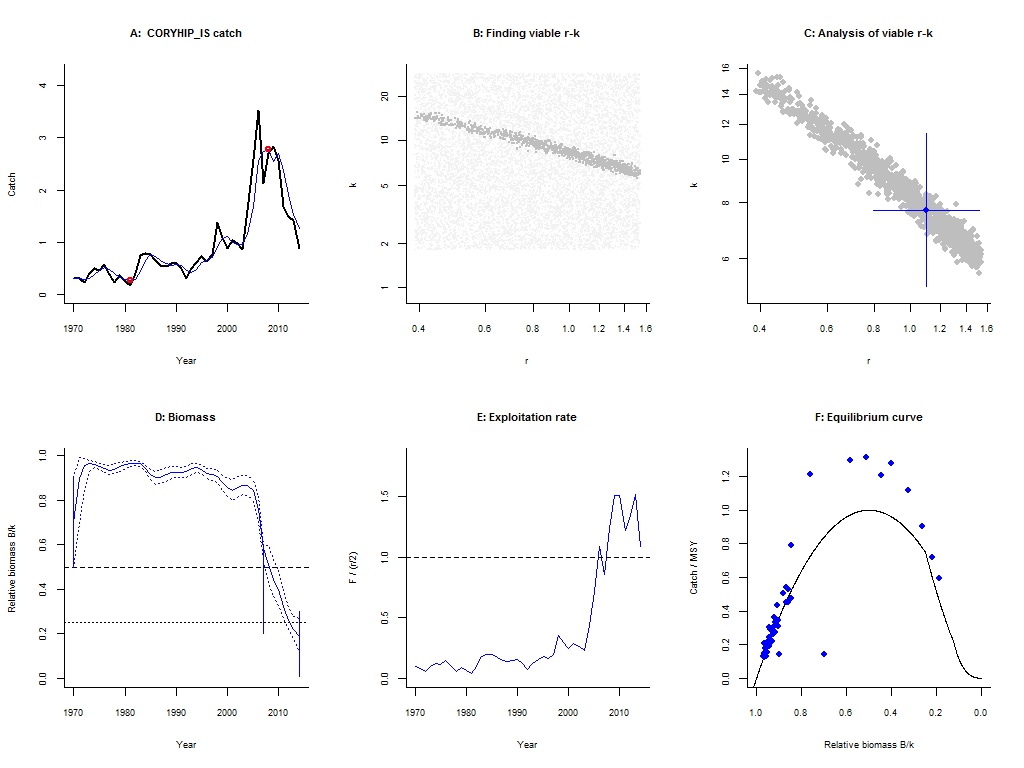 A: CORYHIP_IS catch
B: Finding viable r-k
C: Analysis of viable r-k
Catch
0 1 2 3 4
1970 1980 1990 2000 2010
Year
k
1 2 5 10 20
0.4 0.6 0.8 1.0 1.2 1.4 1.6
r
k
6 8 10 12 14 16
0.4 0.6 0.8 1.0 1.2 1.4 1.6
r
D: Biomass
E: Exploitation rate
F: Equilibrium curve
Relative biomass B/k
0.0 0.2 0.4 0.6 0.8 1.0
1970 1980 1990 2000 2010
Year
F / (r/2)
0.0 0.5 1.0 1.5
1970 1980 1990 2000 2010
Year
Catch / MSY
0.0 0.2 0.4 0.6 0.8 1.0 1.2
1.0 0.8 0.6 0.4 0.2 0.0
Relative biomass B/k